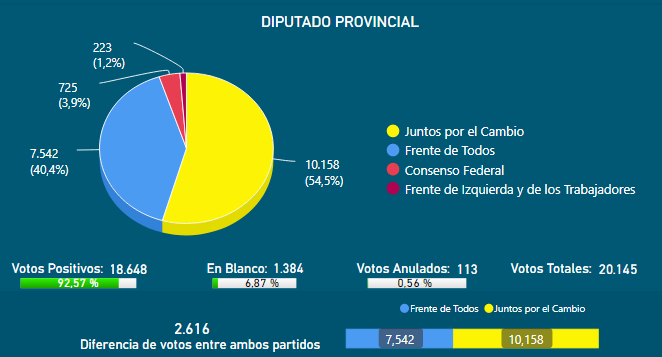 DIPUTADO PROVINCIAL
223
(1,2%)
725
(3,9%)
7.542
(40,4%)
10.158
(54,5%)
Juntos por el Cambio
Frente de Todos
Consenso Federal
Frente de Izquierda y de los Trabajadores
Votos Positivos: 18.648
92,57 %
En Blanco: 1.384
6,87 %
Votos Anulados: 113
0,56 %
Votos Totales: 20.145
Frente de Todos Juntos por el Cambio
2.616
Diferencia de votos entre ambos partidos
7,542 10,158